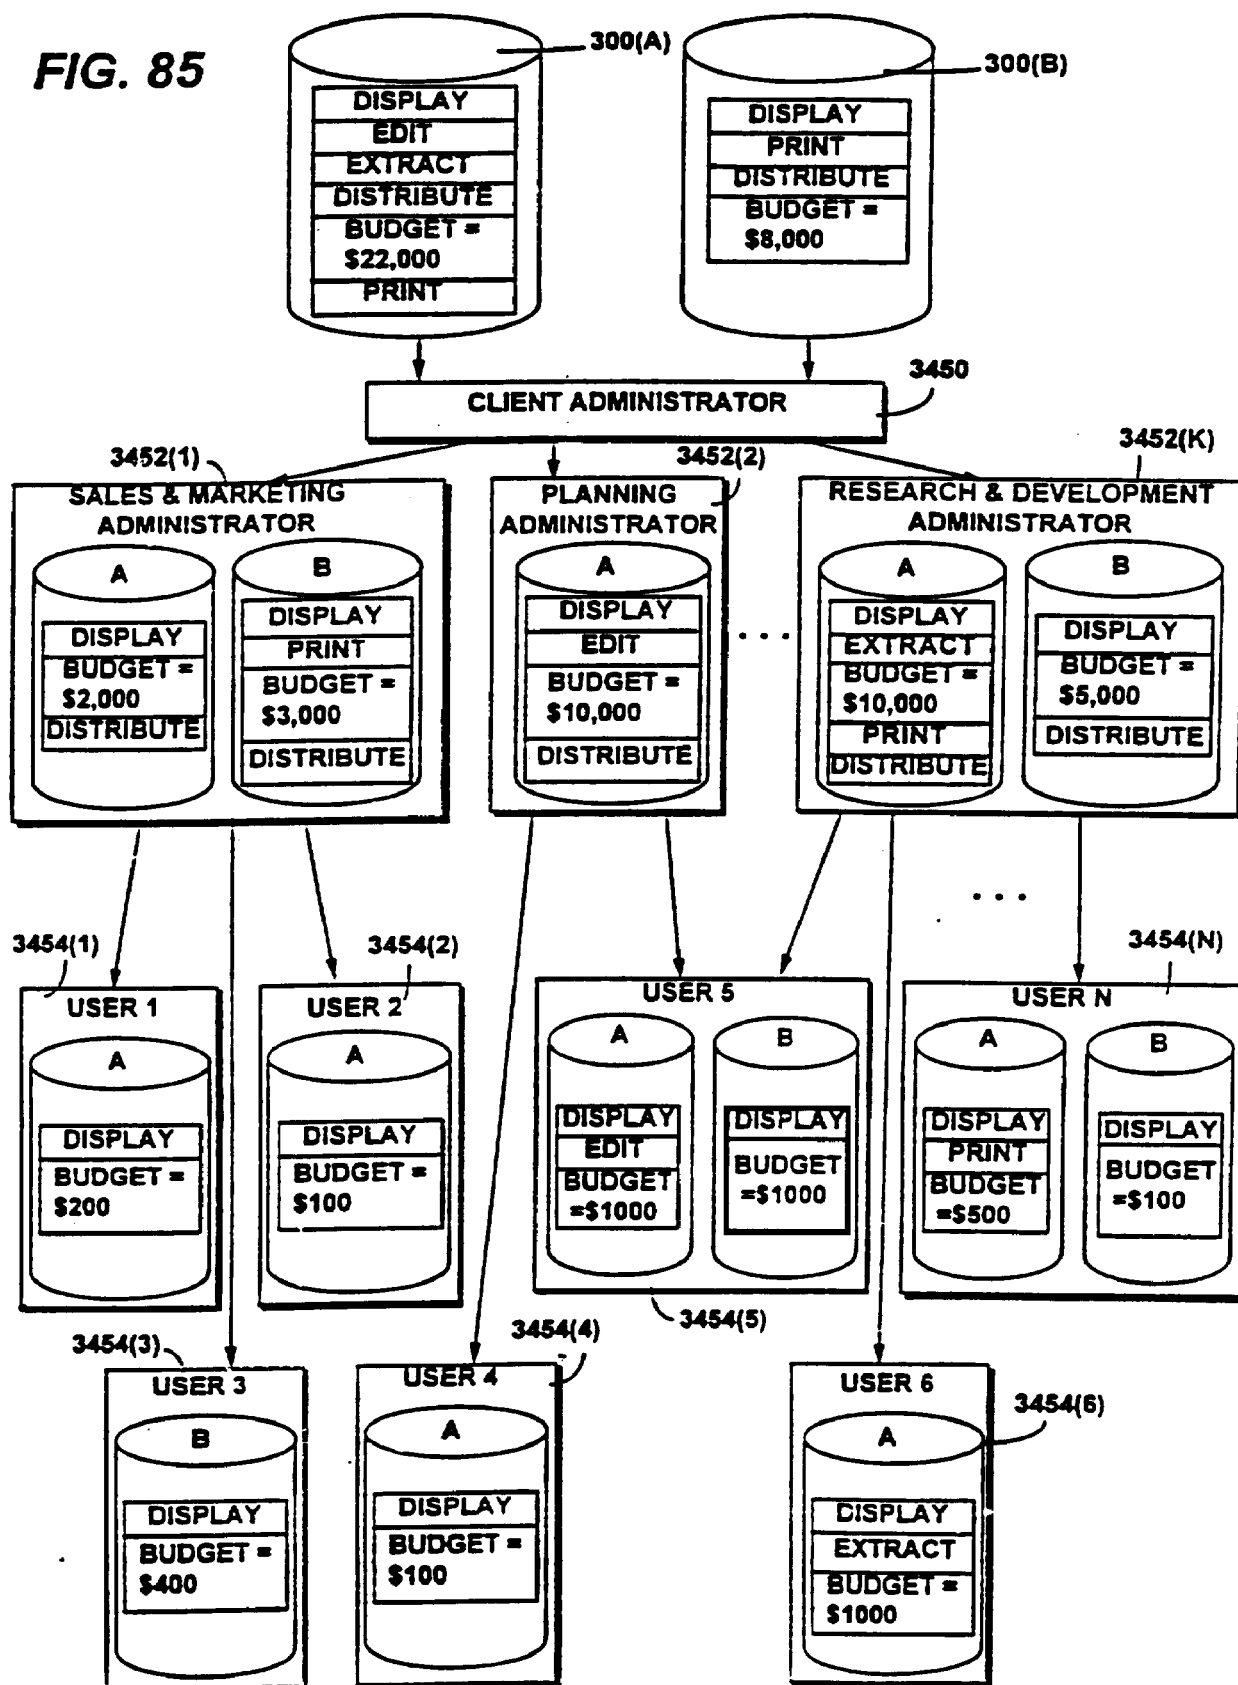 FIG. 85
300(A)
DISPLAY
EDIT
EXTRACT
DISTRIBUTE
BUDGET =
$22,000
PRINT
300(B)
DISPLAY
PRINT
DISTRIBUTE
BUDGET =
$8,000
3450
CLIENT ADMINISTRATOR
3452(1)
SALES & MARKETING
ADMINISTRATOR
A
DISPLAY
BUDGET =
$2,000
DISTRIBUTE
B
DISPLAY
PRINT
BUDGET =
$3,000
DISTRIBUTE
3452(2)
PLANNING
ADMINISTRATOR
A
DISPLAY
EDIT
BUDGET =
$10,000
DISTRIBUTE
. . .
3452(K)
RESEARCH & DEVELOPMENT
ADMINISTRATOR
A
DISPLAY
EXTRACT
BUDGET =
$10,000
PRINT
DISTRIBUTE
B
DISPLAY
BUDGET =
$5,000
DISTRIBUTE
. . .
3454(1)
USER 1
A
DISPLAY
BUDGET =
$200
3454(2)
USER 2
A
DISPLAY
BUDGET =
$100
USER 5
A
DISPLAY
EDIT
BUDGET
=$1000
B
DISPLAY
BUDGET
=$1000
3454(5)
3454(N)
USER N
A
DISPLAY
PRINT
BUDGET
=$500
B
DISPLAY
BUDGET
=$100
3454(3)
USER 3
B
DISPLAY
BUDGET =
$400
3454(4)
USER 4
A
DISPLAY
BUDGET =
$100
USER 6
3454(6)
A
DISPLAY
EXTRACT
BUDGET =
$1000